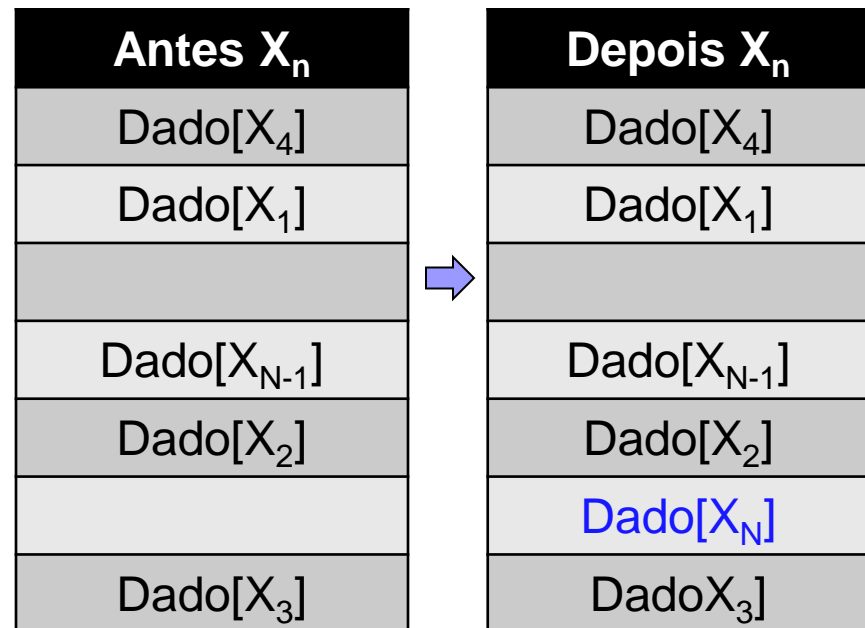 Antes Xn
Dado[X4]
Dado[X1]
Dado[XN-1]
Dado[X2]
Dado[X3]
Depois Xn
Dado[X4]
Dado[X1]
Dado[XN-1]
Dado[X2]
Dado[XN]
DadoX3]